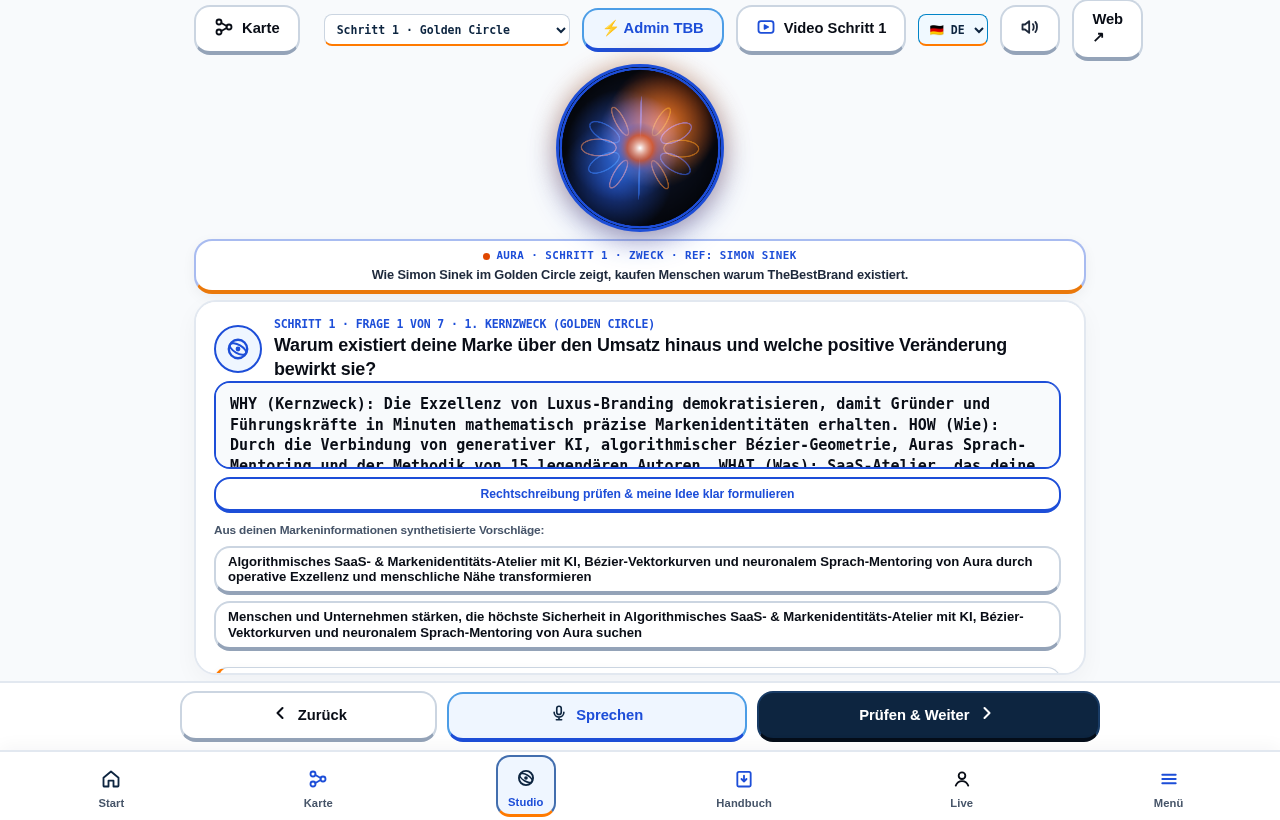 Karte
Schritt 1 · Golden Circle
⚡ Admin TBB
Video Schritt 1
🇩🇪 DE
Web ↗
AURA · SCHRITT 1 · ZWECK · REF: SIMON SINEK
Wie Simon Sinek im Golden Circle zeigt, kaufen Menschen warum TheBestBrand existiert.
SCHRITT 1 · FRAGE 1 VON 7 · 1. KERNZWECK (GOLDEN CIRCLE)
Warum existiert deine Marke über den Umsatz hinaus und welche positive Veränderung
bewirkt sie?
WHY (Kernzweck): Die Exzellenz von Luxus-Branding demokratisieren, damit Gründer und
Führungskräfte in Minuten mathematisch präzise Markenidentitäten erhalten. HOW (Wie):
Durch die Verbindung von generativer KI, algorithmischer Bézier-Geometrie, Auras Sprach-
Mentoring und der Methodik von 15 legendären Autoren. WHAT (Was): SaaS-Atelier, das deine
Rechtschreibung prüfen & meine Idee klar formulieren
Aus deinen Markeninformationen synthetisierte Vorschläge:
Algorithmisches SaaS- & Markenidentitäts-Atelier mit KI, Bézier-Vektorkurven und neuronalem Sprach-Mentoring von Aura durch
operative Exzellenz und menschliche Nähe transformieren
Menschen und Unternehmen stärken, die höchste Sicherheit in Algorithmisches SaaS- & Markenidentitäts-Atelier mit KI, Bézier-
Vektorkurven und neuronalem Sprach-Mentoring von Aura suchen
Zurück
Sprechen
Prüfen & Weiter
Start
Karte
Studio
Handbuch
Live
Menü